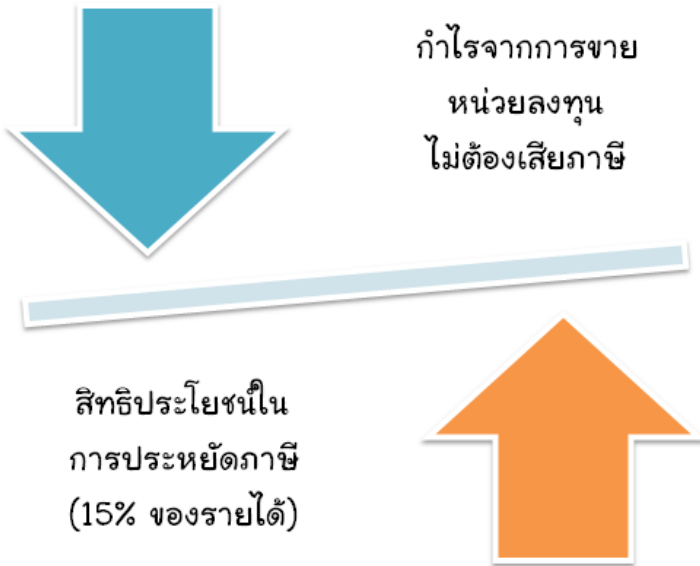 กำไรจากการขาย
หน่วยลงทุน
ไม่ต้องเสียภาษี
สิทธิประโยชน์ใน
การประหยัดภาษี
(15% ของรายได้)